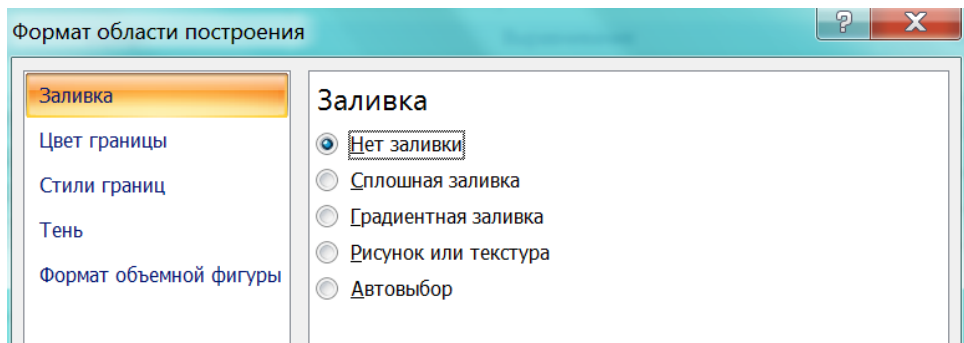 Формат области построения
Заливка
Цвет границы
Стили границ
Тень
Формат объемной фигуры
Заливка
Нет заливки
Сплошная заливка
Градиентная заливка
Рисунок или текстура
Автовыбор